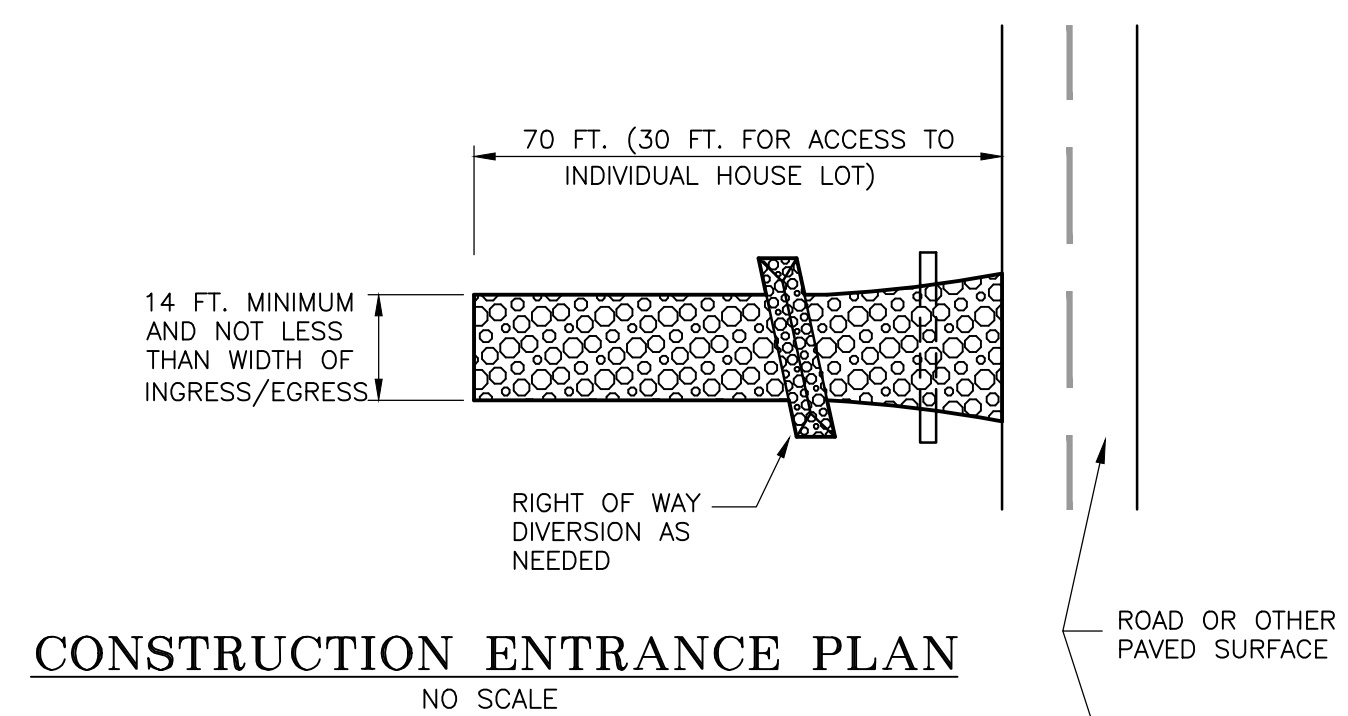 70 FT. (30 FT. FOR ACCESS TO
INDIVIDUAL HOUSE LOT)
14 FT. MINIMUM
AND NOT LESS
THAN WIDTH OF
INGRESS/EGRESS
RIGHT OF WAY
DIVERSION AS
NEEDED
ROAD OR OTHER
PAVED SURFACE
CONSTRUCTION ENTRANCE PLAN
NO SCALE